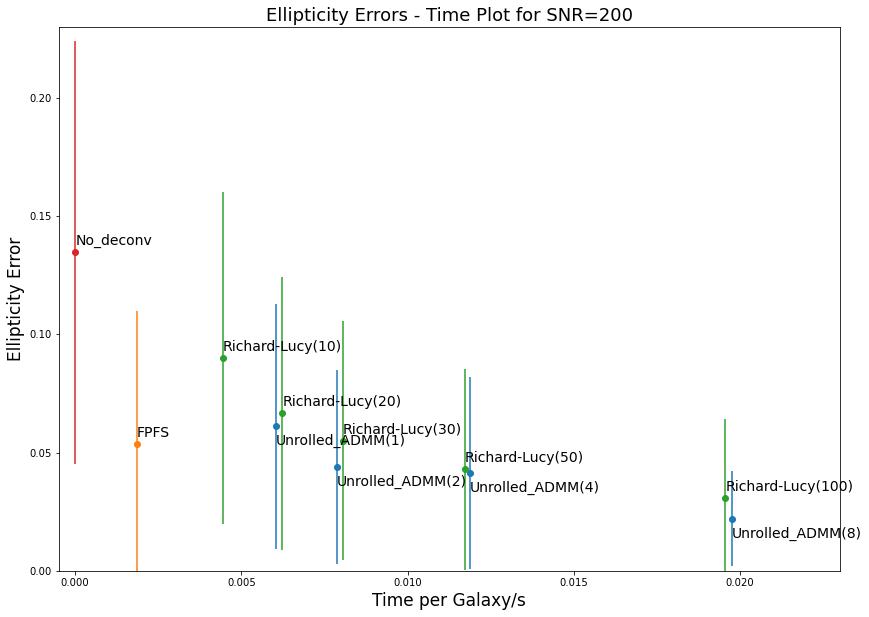 Ellipticity Errors - Time Plot for SNR=200
Ellipticity Error
0.20
0.15
0.10
0.05
0.00
No_deconv
FPFS
Richard-Lucy(10)
Richard-Lucy(20)
Unrolled_ADMM(1)
Richard-Lucy(30)
Unrolled_ADMM(2)
Richard-Lucy(50)
Unrolled_ADMM(4)
Richard-Lucy(100)
Unrolled_ADMM(8)
0.000
0.005
0.010
0.015
0.020
Time per Galaxy/s